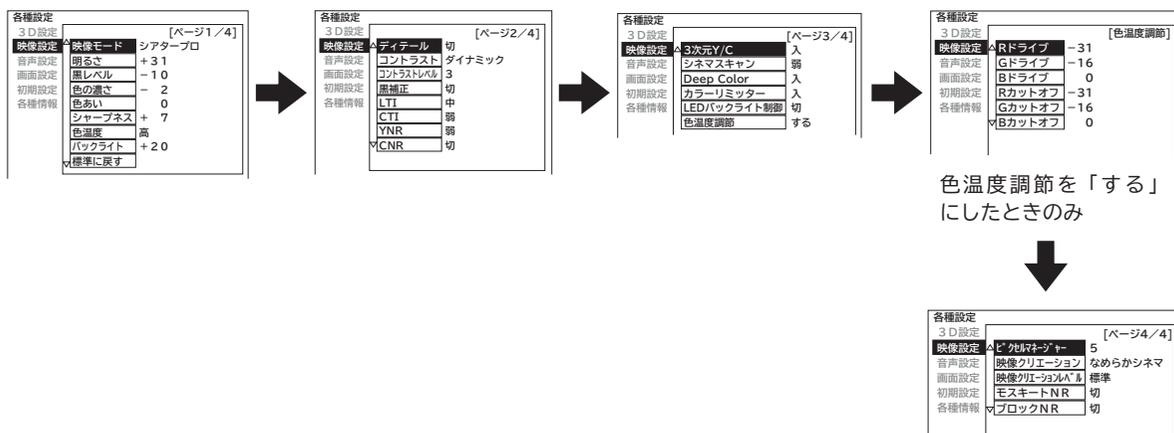 各種設定
3D設定 [ページ1/4]
映像設定 映像モード シアタープロ
音声設定 明るさ +31
画面設定 黒レベル -10
初期設定 色の濃さ - 2
各種情報 色あい 0
シャープネス + 7
色温度 高
バックライト +20
標準に戻す
各種設定
3D設定 [ページ2/4]
映像設定 ディテール 切
音声設定 コントラスト ダイナミック
画面設定 コントラストレベル 3
初期設定 黒補正 切
各種情報 LTI 中
CTI 弱
YNR 弱
CNR 切
各種設定
3D設定 [ページ3/4]
映像設定 3次元Y/C 入
音声設定 シネマスキャン 弱
画面設定 Deep Color 入
初期設定 カラーリミッター 入
各種情報 LEDバックライト制御 切
色温度調節 する
各種設定
3D設定 [色温度調節]
映像設定 Rドライブ -31
音声設定 Gドライブ -16
画面設定 Bドライブ 0
初期設定 Rカットオフ -31
各種情報 Gカットオフ -16
Bカットオフ 0
色温度調節を「する」
にしたときのみ
各種設定
3D設定 [ページ4/4]
映像設定 ピクセルマネージャー 5
音声設定 映像クリエーション なめらかシネマ
画面設定 映像クリエーションレベル 標準
初期設定 モスキートNR 切
各種情報 ブロックNR 切